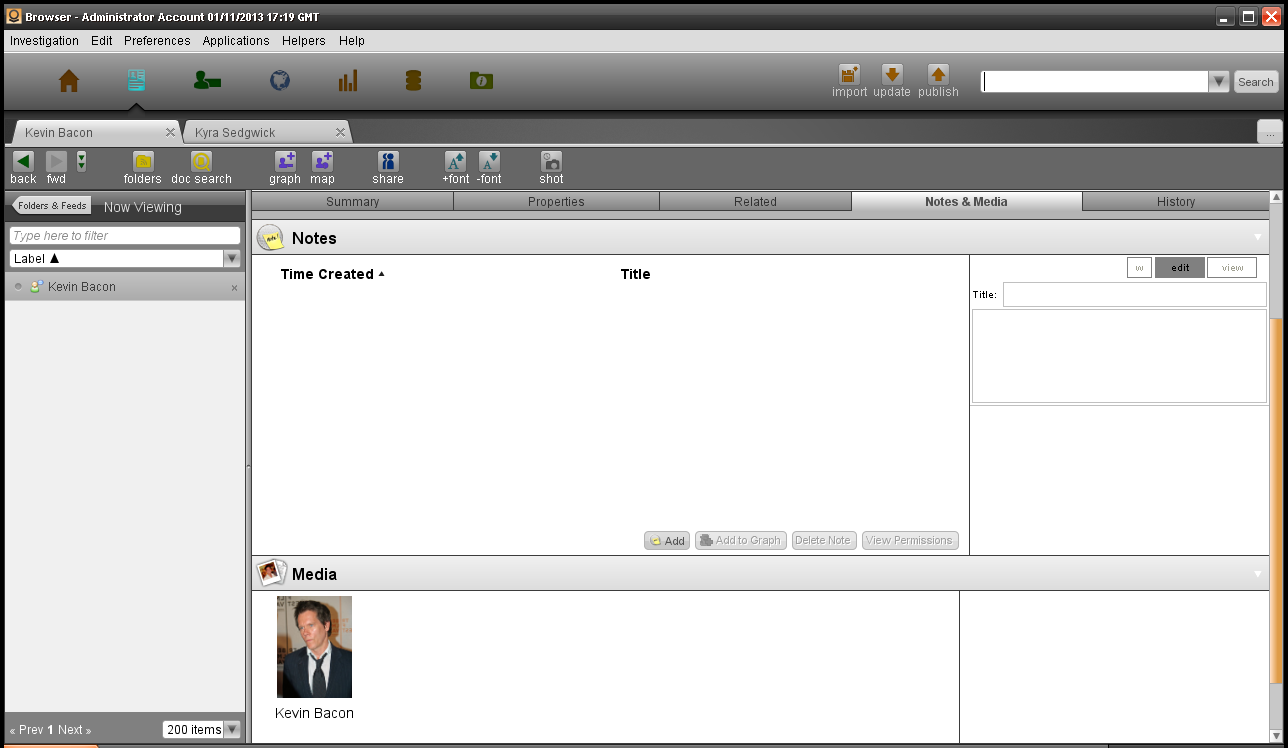 Browser - Administrator Account 01/11/2013 17:19 GMT
Investigation Edit Preferences Applications Helpers Help
import update publish Search
Kevin Bacon Kyra Sedgwick ...
back fwd folders doc search graph map share +font -font shot
Folders & Feeds Now Viewing
Type here to filter
Label ▲
Kevin Bacon ×
Summary Properties Related Notes & Media History
Notes
Time Created ▲ Title
w edit view
Title:
Add Add to Graph Delete Note View Permissions
Media
Kevin Bacon
« Prev 1 Next » 200 items